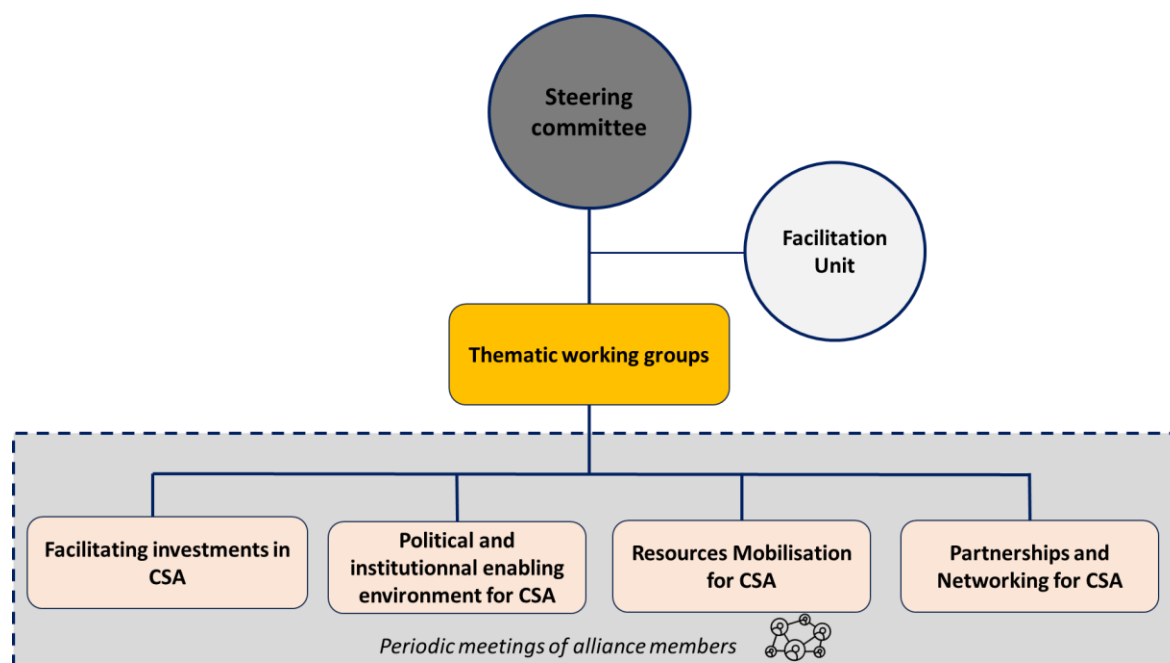 Steering
committee
Facilitation
Unit
Thematic working groups
Facilitating investments in
CSA
Political and
institutionnal enabling
environment for CSA
Resources Mobilisation
for CSA
Partnerships and
Networking for CSA
Periodic meetings of alliance members